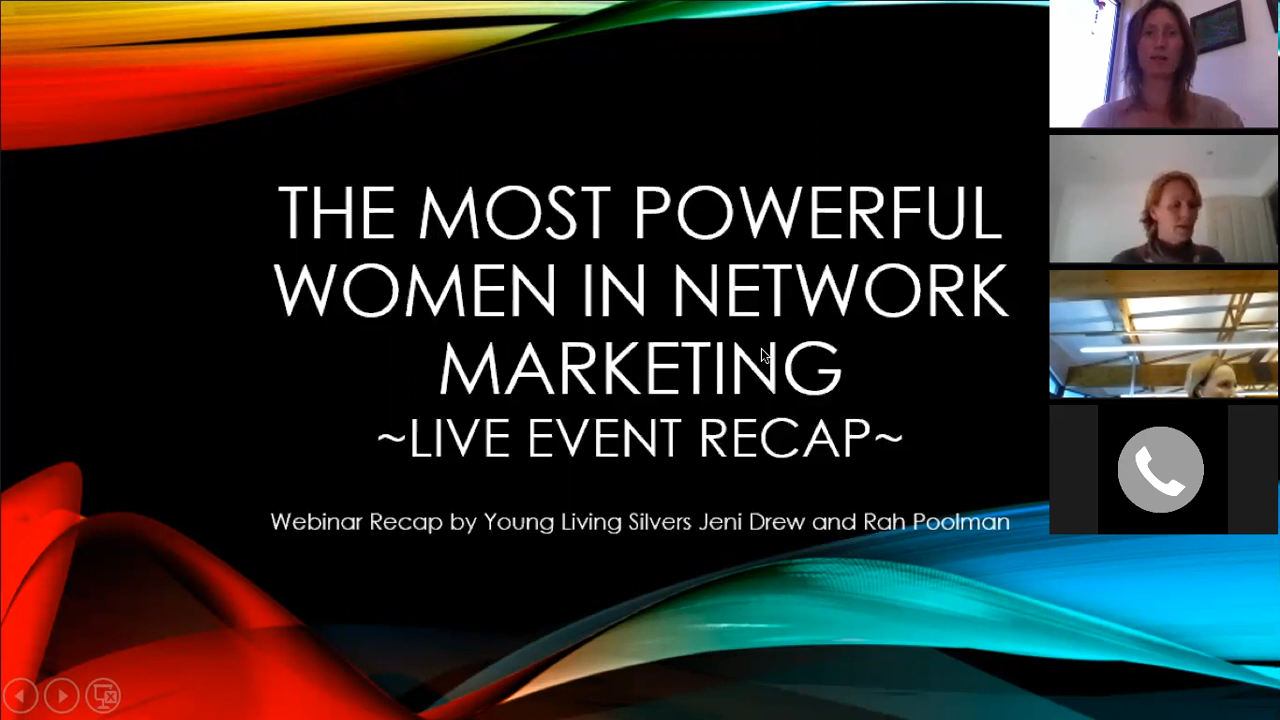 THE MOST POWERFUL
WOMEN IN NETWORK
MARKETING
~LIVE EVENT RECAP~
Webinar Recap by Young Living Silvers Jeni Drew and Rah Poolman